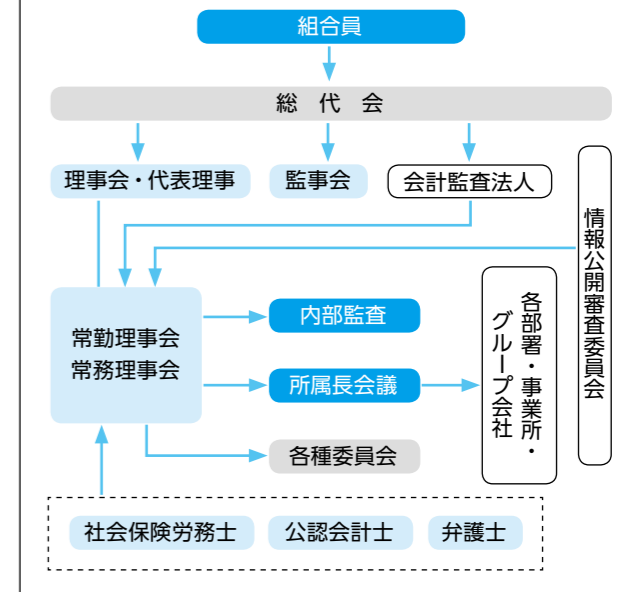 組合員
総 代 会
理事会・代表理事
監事会
会計監査法人
情報公開審査委員会
常勤理事会
常務理事会
内部監査
所属長会議
各種委員会
各部署・事業所・
グループ会社
社会保険労務士
公認会計士
弁護士